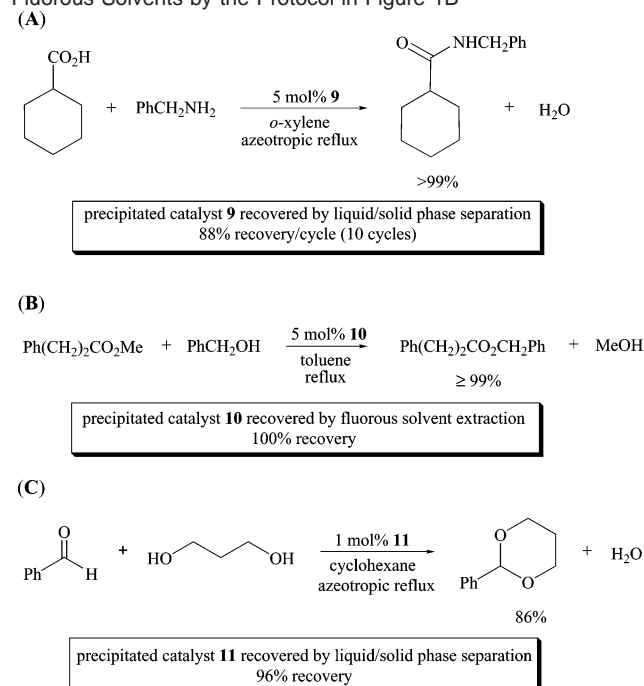 Fluorous Solvents by the Protocol in Figure 1B
(A)
CO2H
+ PhCH2NH2
5 mol% 9
o-xylene
azeotropic reflux
O NHCH2Ph
+ H2O
>99%
precipitated catalyst 9 recovered by liquid/solid phase separation
88% recovery/cycle (10 cycles)
(B)
Ph(CH2)2CO2Me + PhCH2OH
5 mol% 10
toluene
reflux
Ph(CH2)2CO2CH2Ph + MeOH
≥ 99%
precipitated catalyst 10 recovered by fluorous solvent extraction
100% recovery
(C)
O
Ph H
+
HO OH
1 mol% 11
cyclohexane
azeotropic reflux
O
Ph O
+ H2O
86%
precipitated catalyst 11 recovered by liquid/solid phase separation
96% recovery